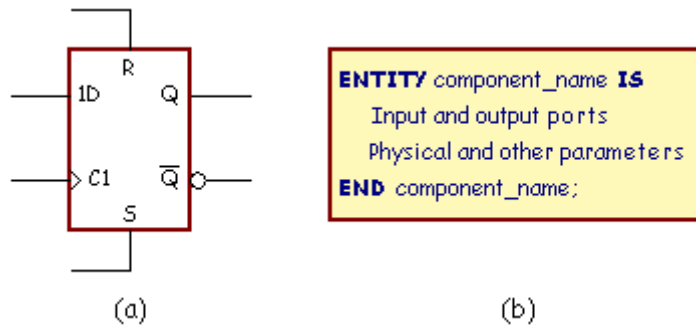 R
1D Q
C1 Q̅
S
(a)
ENTITY component_name IS
Input and output ports
Physical and other parameters
END component_name;
(b)